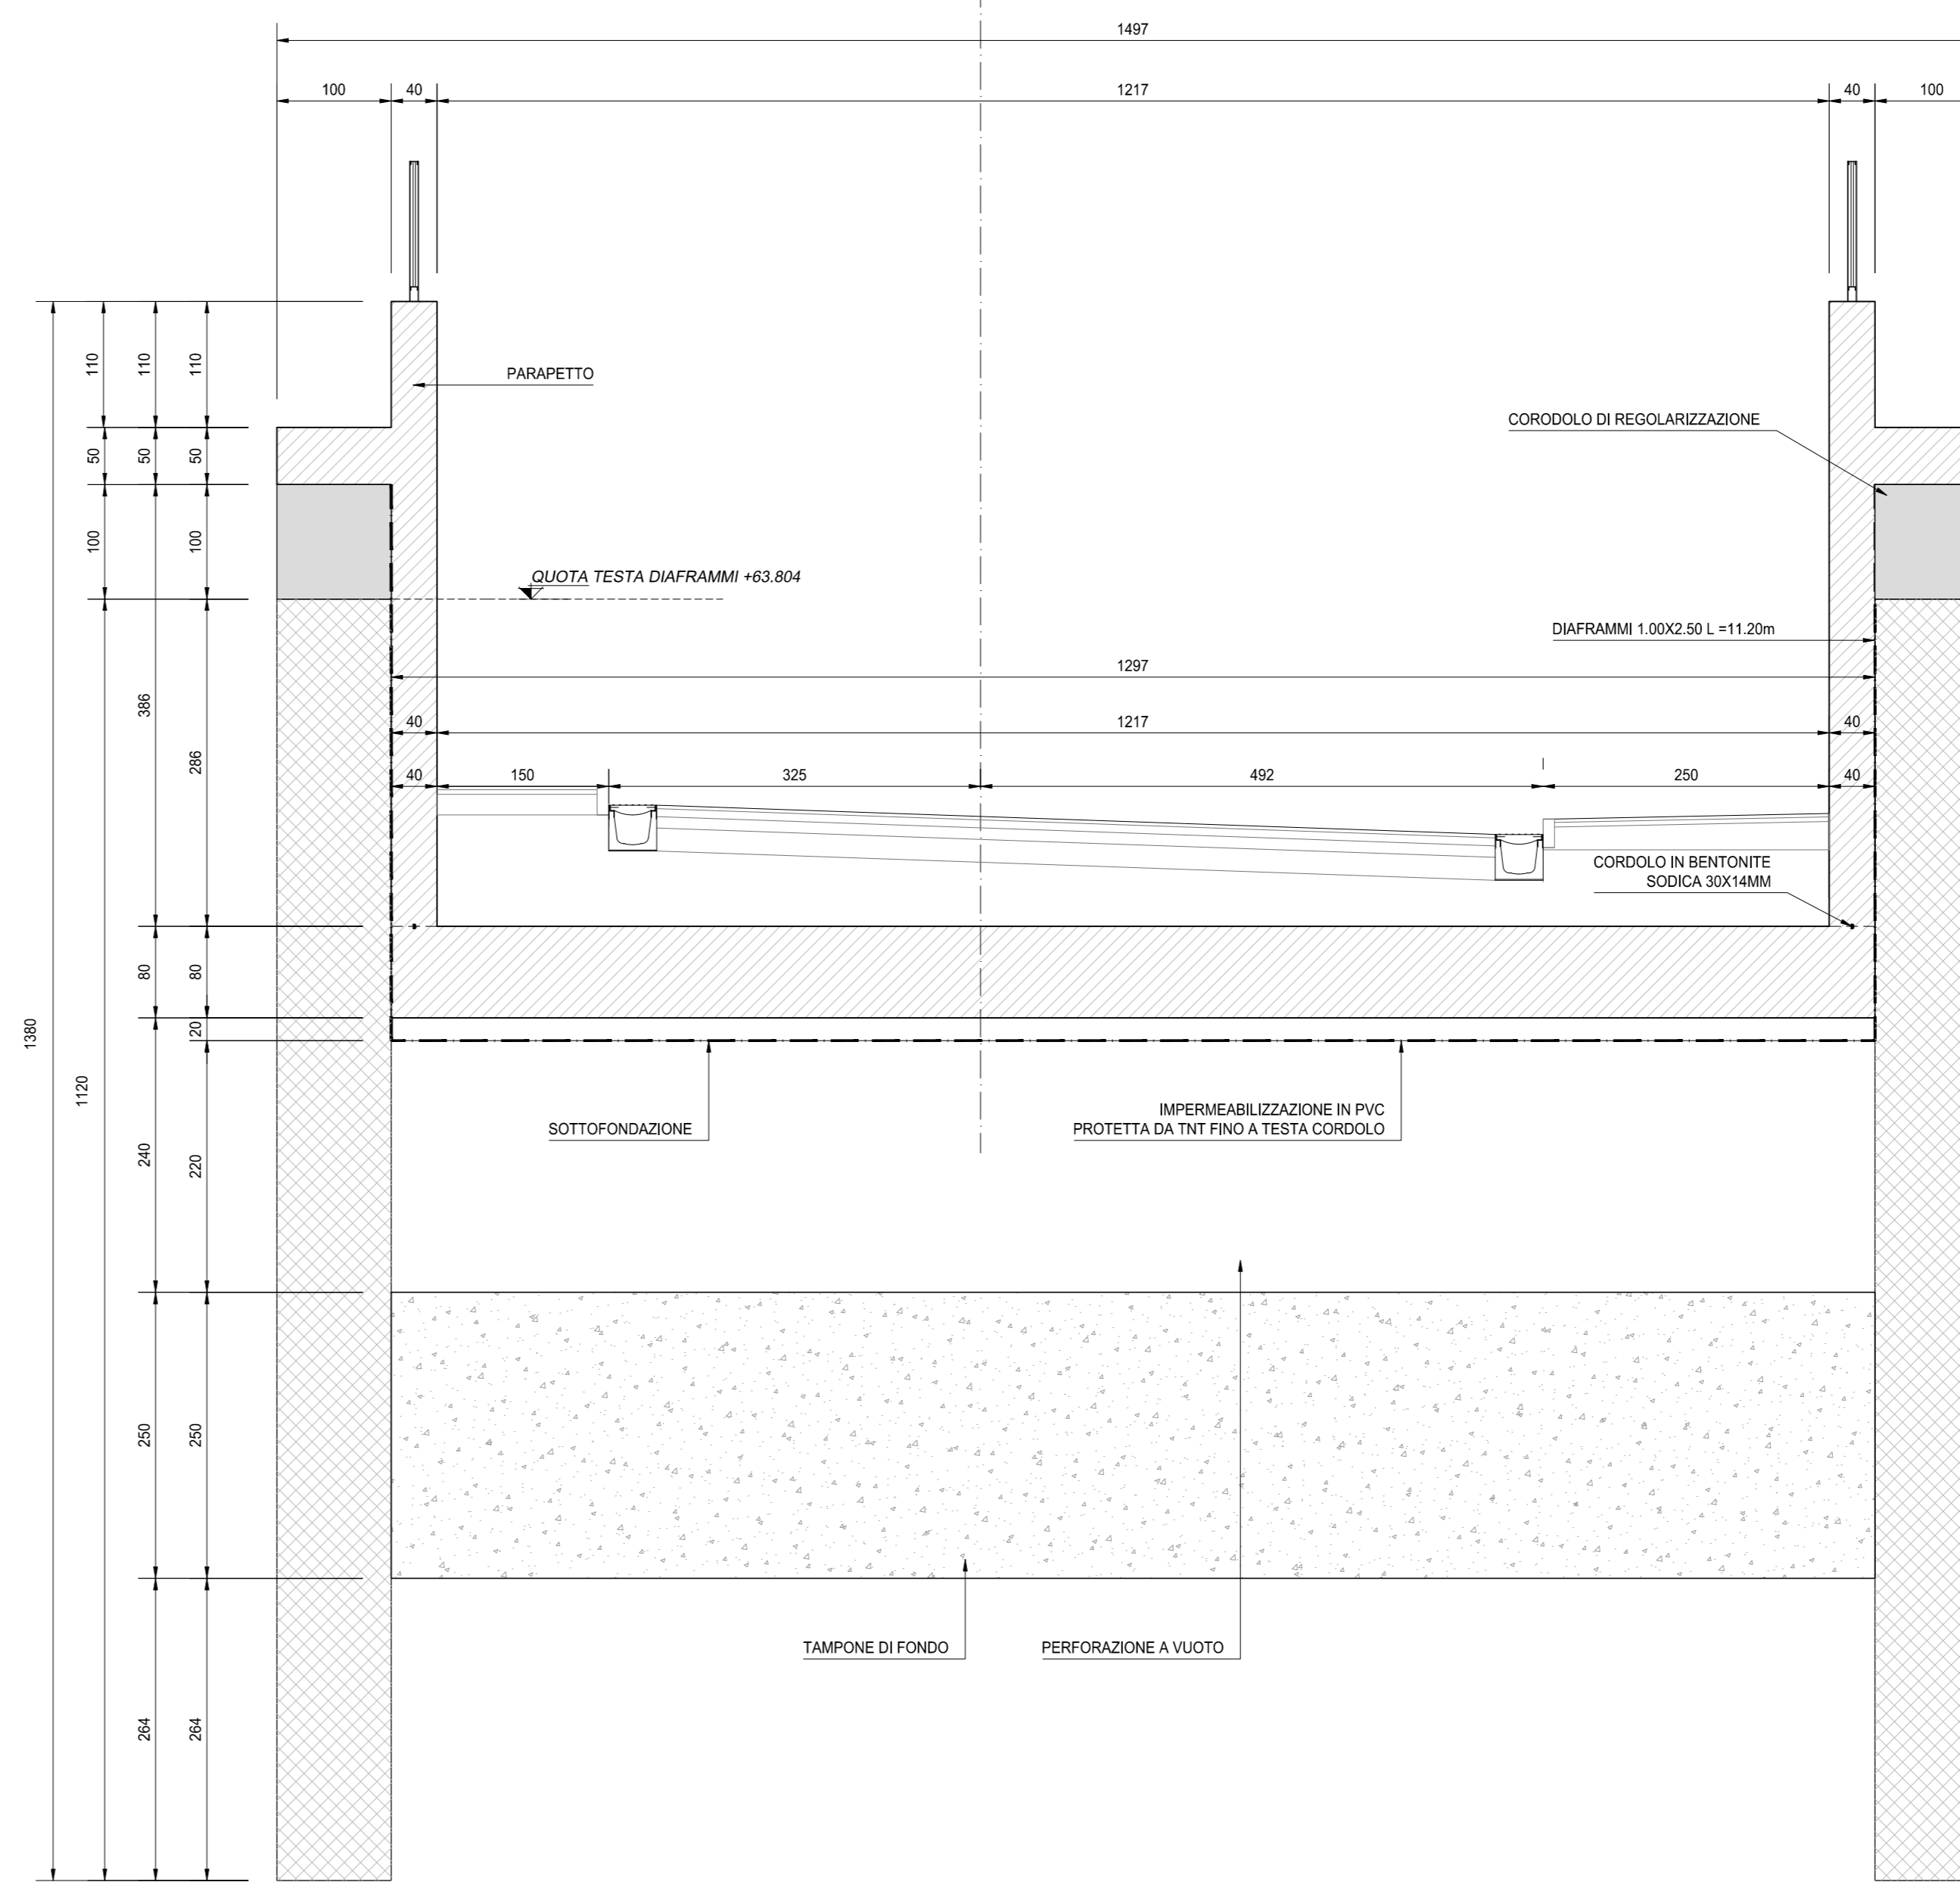 1497
100 40 1217 40 100
110 110 110
PARAPETTO
CORODOLO DI REGOLARIZZAZIONE
50 50 50
100 100
QUOTA TESTA DIAFRAMMI +63.804
DIAFRAMMI 1.00X2.50 L =11.20m
1297
386
40 1217 40
286
40 150 325 492 250 40
CORDOLO IN BENTONITE
SODICA 30X14MM
80 80
1380
20
1120
IMPERMEABILIZZAZIONE IN PVC
SOTTOFONDAZIONE
PROTETTA DA TNT FINO A TESTA CORDOLO
240 220
250 250
TAMPONE DI FONDO
PERFORAZIONE A VUOTO
264 264